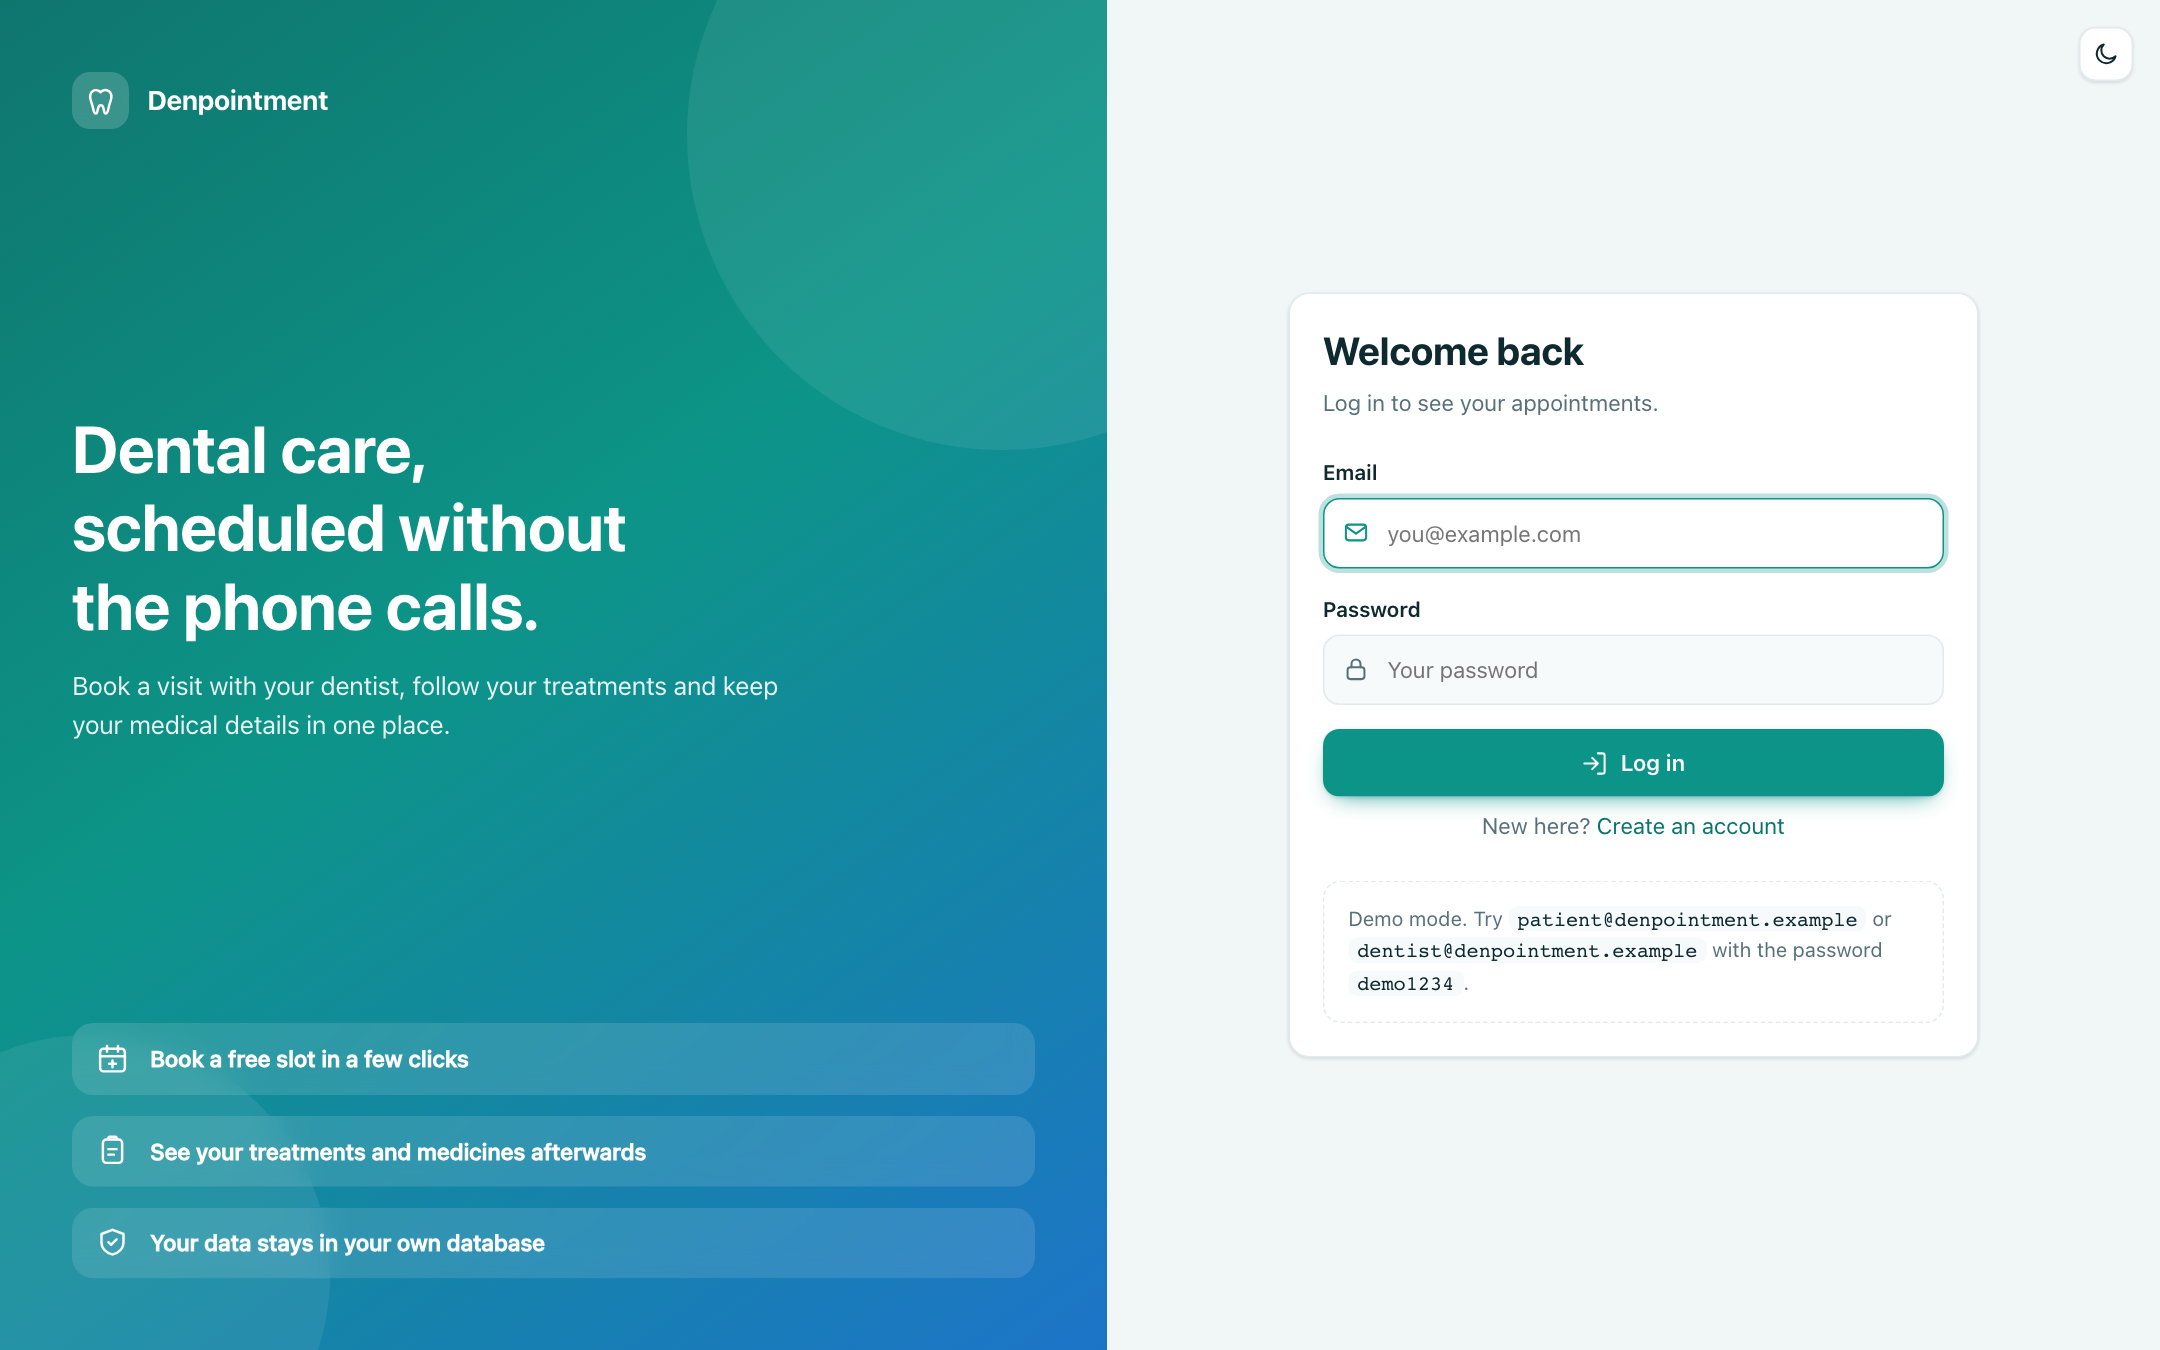 Denpointment
Dental care,
scheduled without
the phone calls.
Book a visit with your dentist, follow your treatments and keep
your medical details in one place.
Book a free slot in a few clicks
See your treatments and medicines afterwards
Your data stays in your own database
Welcome back
Log in to see your appointments.
Email
you@example.com
Password
Your password
Log in
New here? Create an account
Demo mode. Try patient@denpointment.example or
dentist@denpointment.example with the password
demo1234.